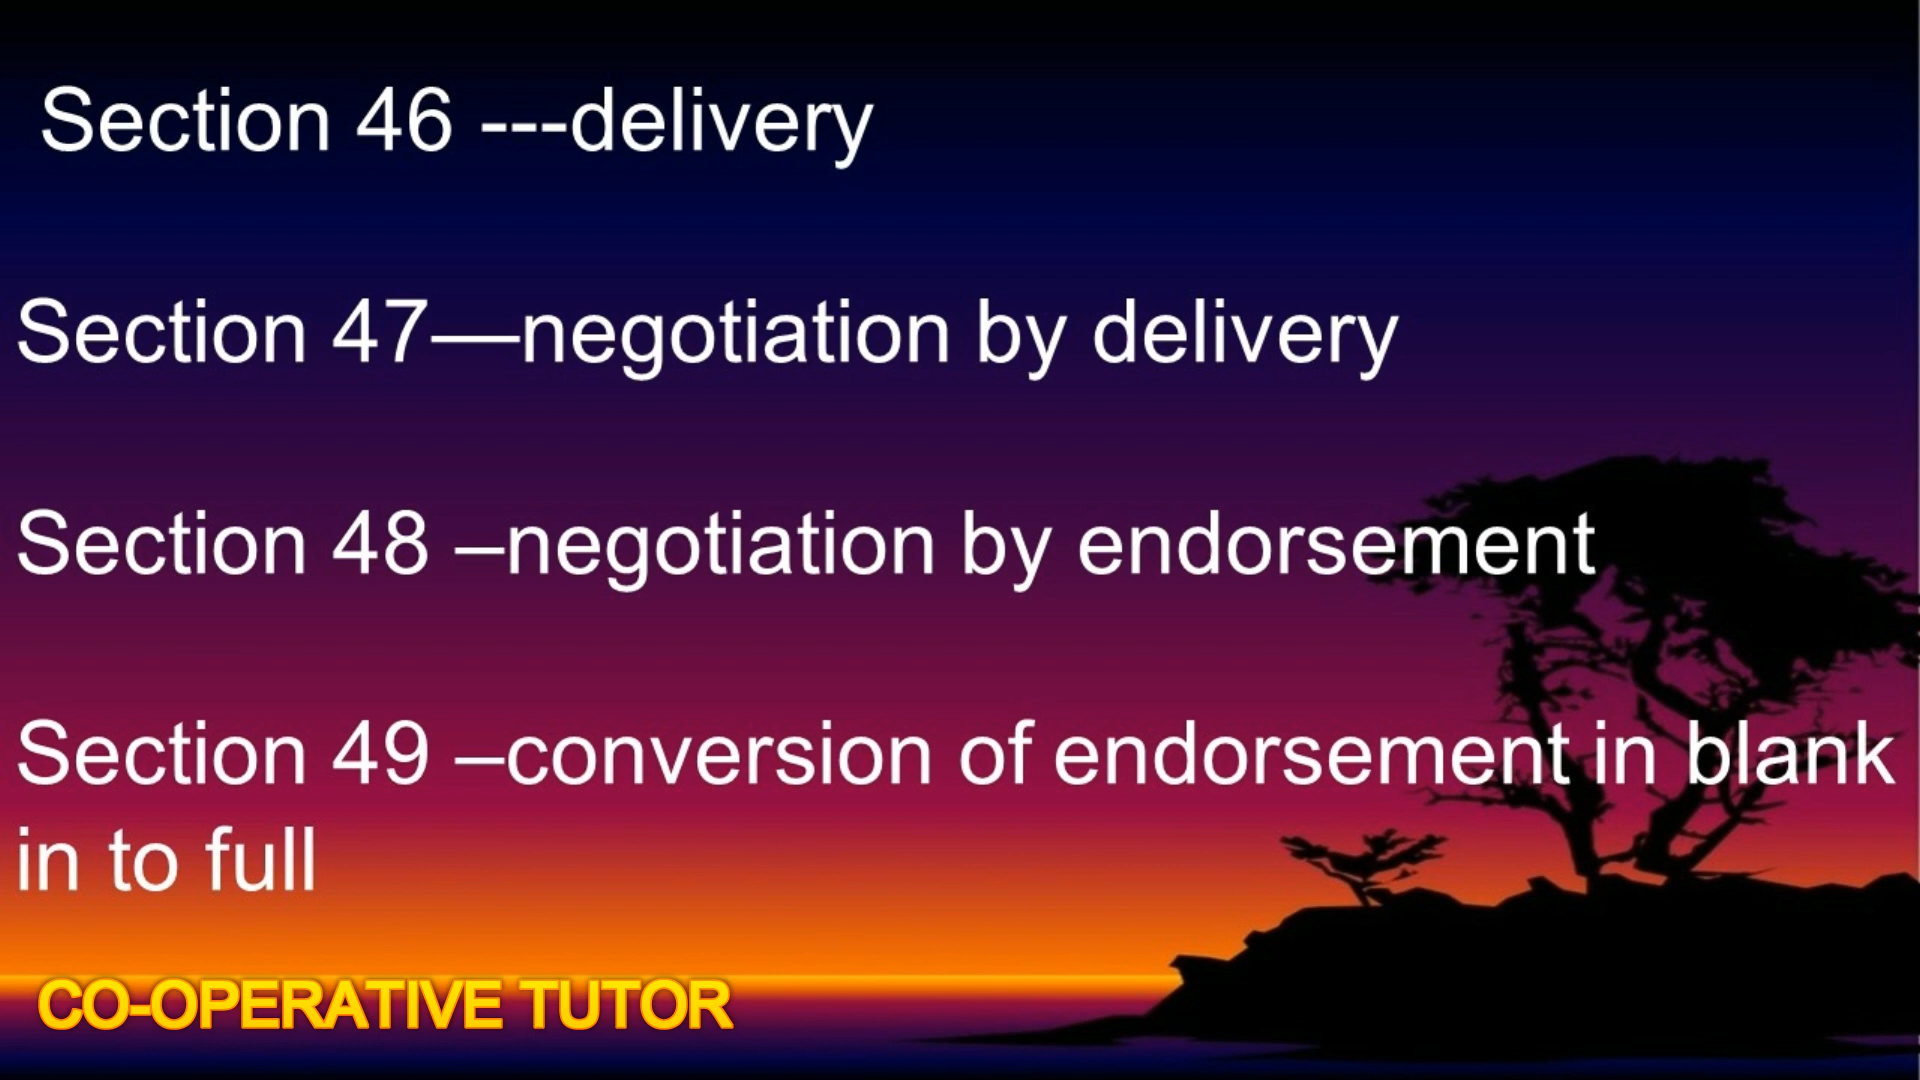 Section 46 ---delivery
Section 47—negotiation by delivery
Section 48 –negotiation by endorsement
Section 49 –conversion of endorsement in blank
in to full
CO-OPERATIVE TUTOR